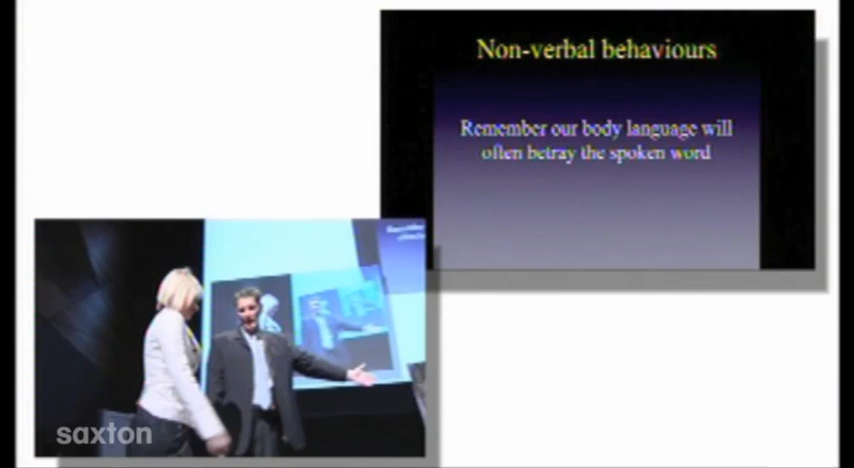 Non-verbal behaviours
Remember our body language will
often betray the spoken word
saxton